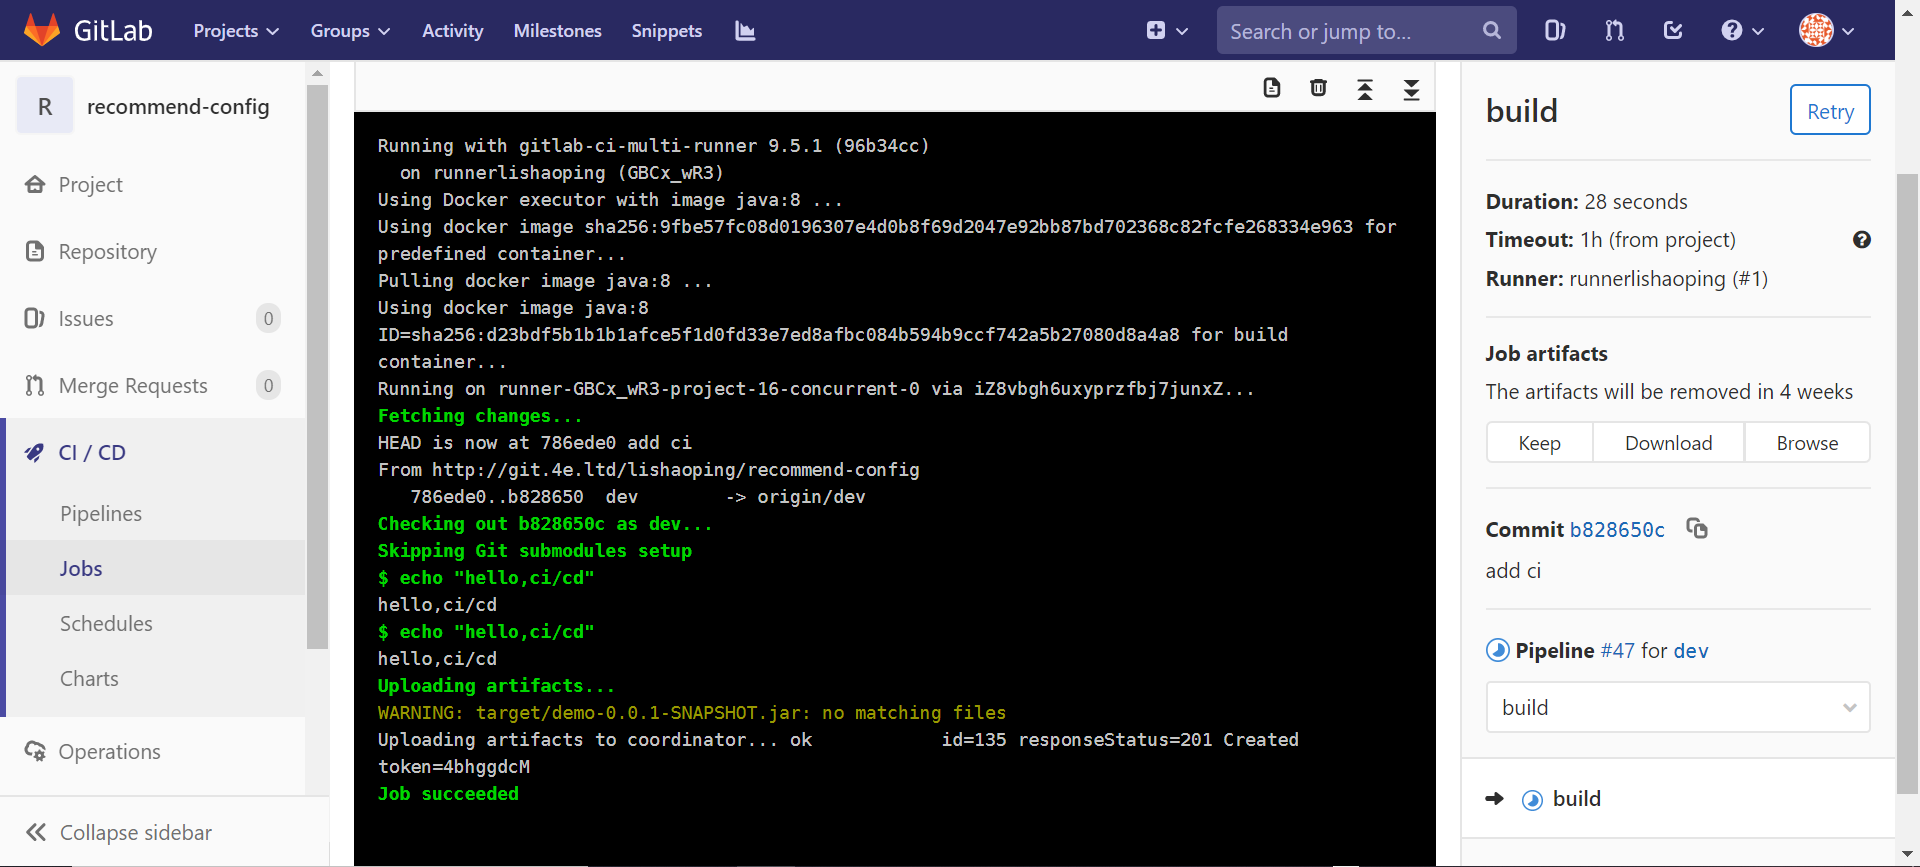 GitLab Projects Groups Activity Milestones Snippets Search or jump to...
R recommend-config
Project
Repository
Issues 0
Merge Requests 0
CI / CD
Pipelines
Jobs
Schedules
Charts
Operations
Collapse sidebar
Running with gitlab-ci-multi-runner 9.5.1 (96b34cc)
on runnerlishaoping (GBCx_wR3)
Using Docker executor with image java:8 ...
Using docker image sha256:9fbe57fc08d0196307e4d0b8f69d2047e92bb87bd702368c82fcfe268334e963 for
predefined container...
Pulling docker image java:8 ...
Using docker image java:8
ID=sha256:d23bdf5b1b1b1afce5f1d0fd33e7ed8afbc084b594b9ccf742a5b27080d8a4a8 for build
container...
Running on runner-GBCx_wR3-project-16-concurrent-0 via iZ8vbgh6uxyprzfbj7junxZ...
Fetching changes...
HEAD is now at 786ede0 add ci
From http://git.4e.ltd/lishaoping/recommend-config
786ede0..b828650 dev -> origin/dev
Checking out b828650c as dev...
Skipping Git submodules setup
$ echo "hello,ci/cd"
hello,ci/cd
$ echo "hello,ci/cd"
hello,ci/cd
Uploading artifacts...
WARNING: target/demo-0.0.1-SNAPSHOT.jar: no matching files
Uploading artifacts to coordinator... ok id=135 responseStatus=201 Created
token=4bhggdcM
Job succeeded
build Retry
Duration: 28 seconds
Timeout: 1h (from project)
Runner: runnerlishaoping (#1)
Job artifacts
The artifacts will be removed in 4 weeks
Keep Download Browse
Commit b828650c
add ci
Pipeline #47 for dev
build
build